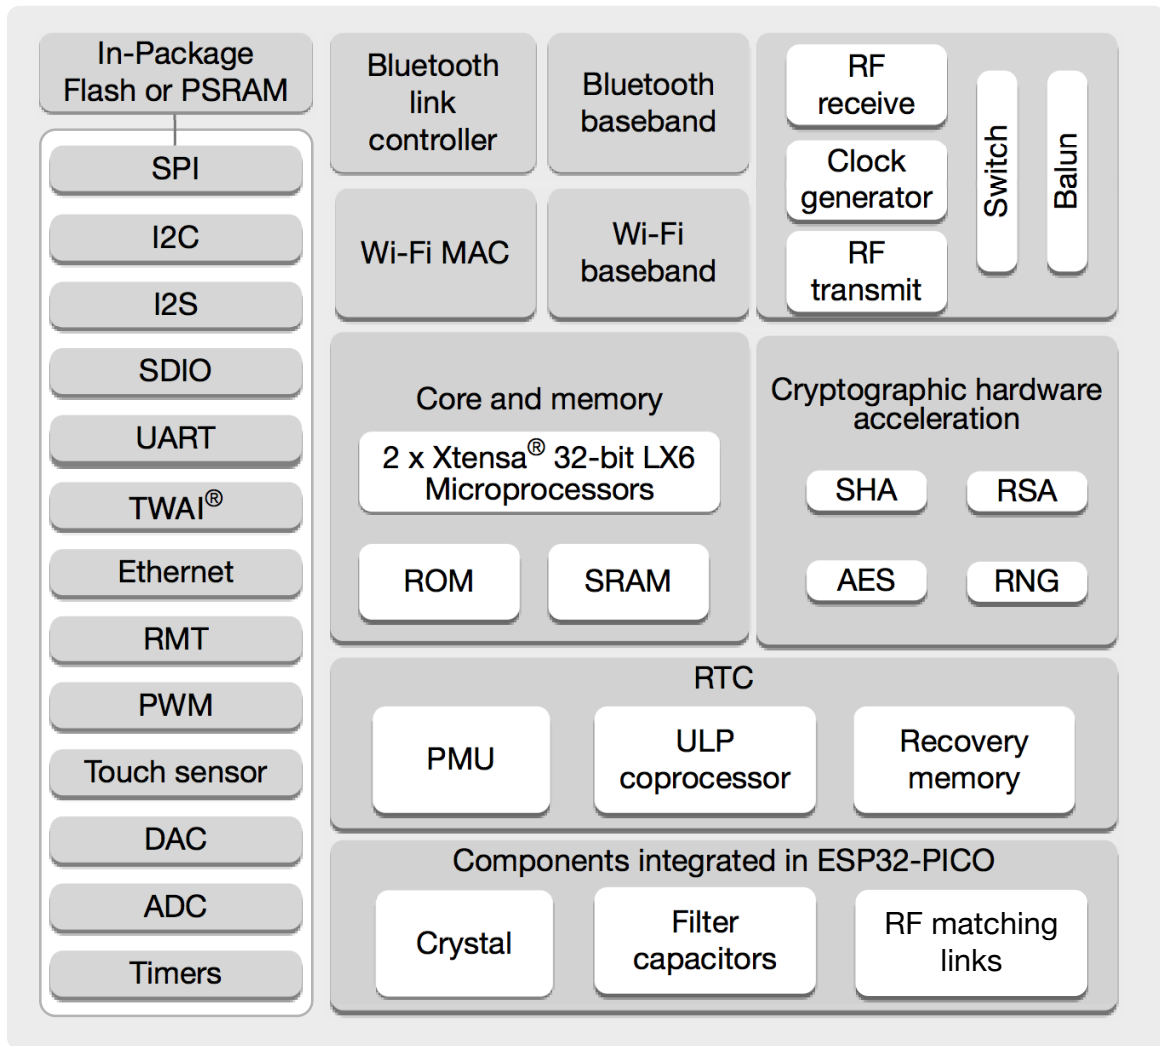 In-Package
Flash or PSRAM
SPI
I2C
I2S
SDIO
UART
TWAI®
Ethernet
RMT
PWM
Touch sensor
DAC
ADC
Timers
Bluetooth
link
controller
Bluetooth
baseband
Wi-Fi MAC
Wi-Fi
baseband
RF
receive
Clock
generator
RF
transmit
Switch
Balun
Core and memory
2 x Xtensa® 32-bit LX6
Microprocessors
ROM
SRAM
Cryptographic hardware
acceleration
SHA
RSA
AES
RNG
RTC
PMU
ULP
coprocessor
Recovery
memory
Components integrated in ESP32-PICO
Crystal
Filter
capacitors
RF matching
links